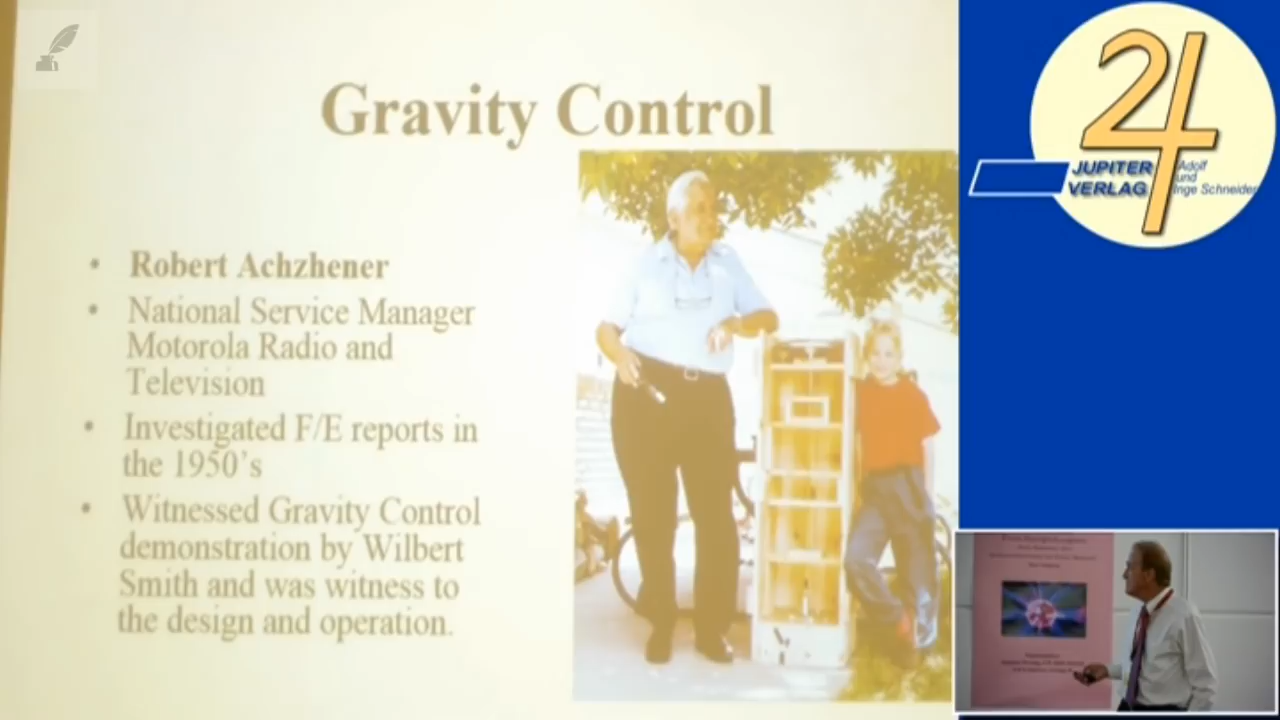 Gravity Control
• Robert Achzhener
• National Service Manager
Motorola Radio and
Television
• Investigated F/E reports in
the 1950's
• Witnessed Gravity Control
demonstration by Wilbert
Smith and was witness to
the design and operation.
JUPITER
VERLAG
Adolf
und
Inge Schneider